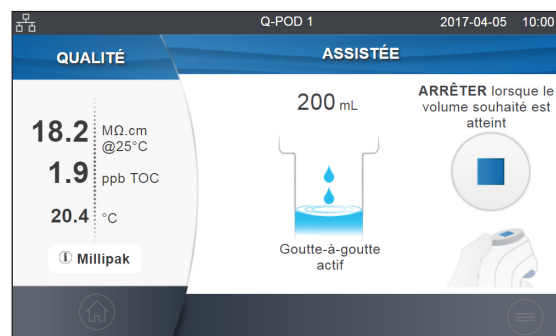 Q-POD 1
2017-04-05 10:00
QUALITÉ
ASSISTÉE
18.2 MΩ.cm
@25°C
1.9 ppb TOC
20.4 °C
Millipak
200 mL
Goutte-à-goutte
actif
ARRÊTER lorsque le
volume souhaité est
atteint